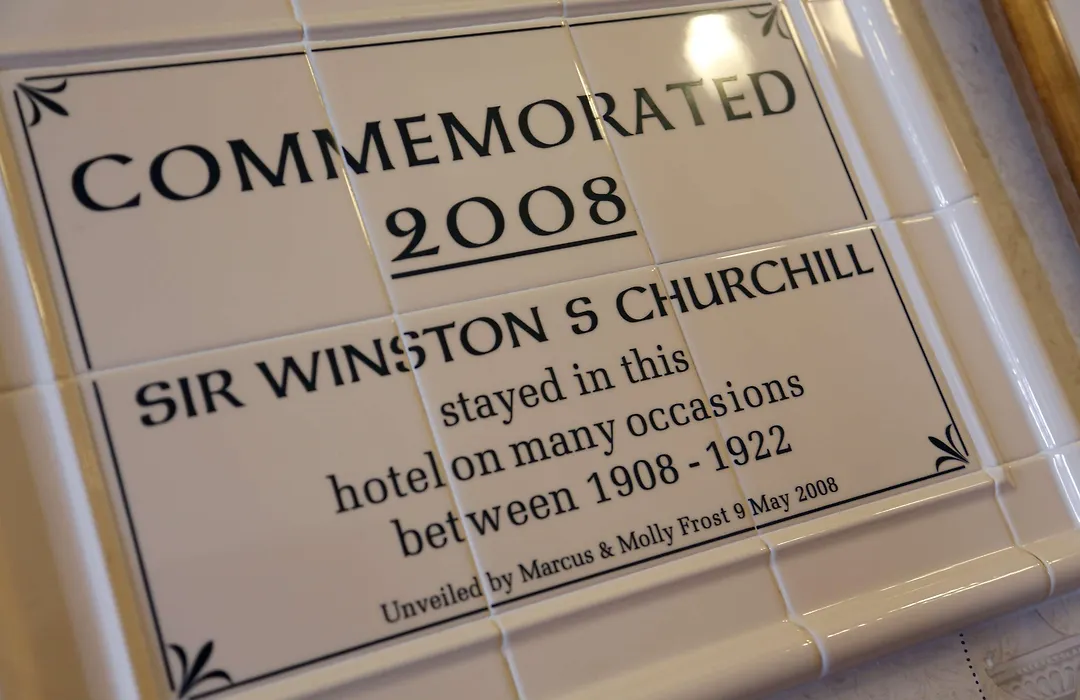 COMMEMORATED
2008
SIR WINSTON S CHURCHILL
stayed in this
hotel on many occasions
between 1908 - 1922
Unveiled by Marcus & Molly Frost 9 May 2008